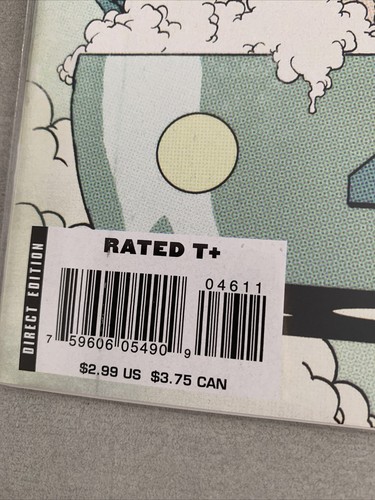 RATED T+
DIRECT EDITION
04611
7 59606 05490 9
$2.99 US $3.75 CAN